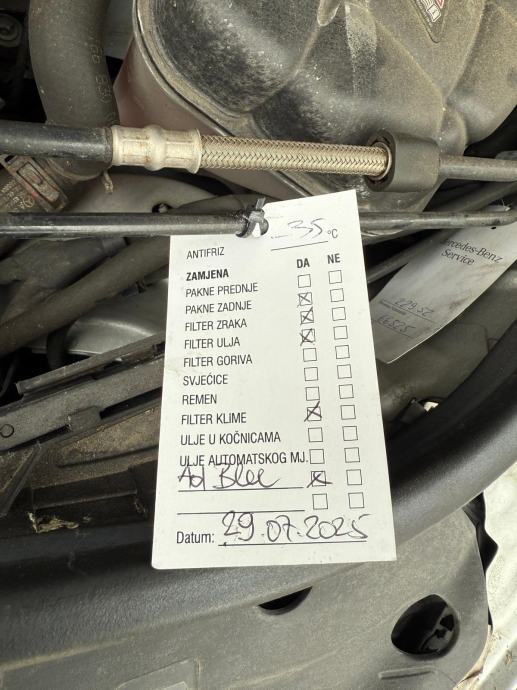 ANTIFRIZ -35 °C
ZAMJENA DA NE
PAKNE PREDNJE
PAKNE ZADNJE
FILTER ZRAKA
FILTER ULJA
FILTER GORIVA
SVJEĆICE
REMEN
FILTER KLIME
ULJE U KOČNICAMA
ULJE AUTOMATSKOG MJ.
Ad Blue
Datum: 29.07.2025
Mercedes-Benz
Service